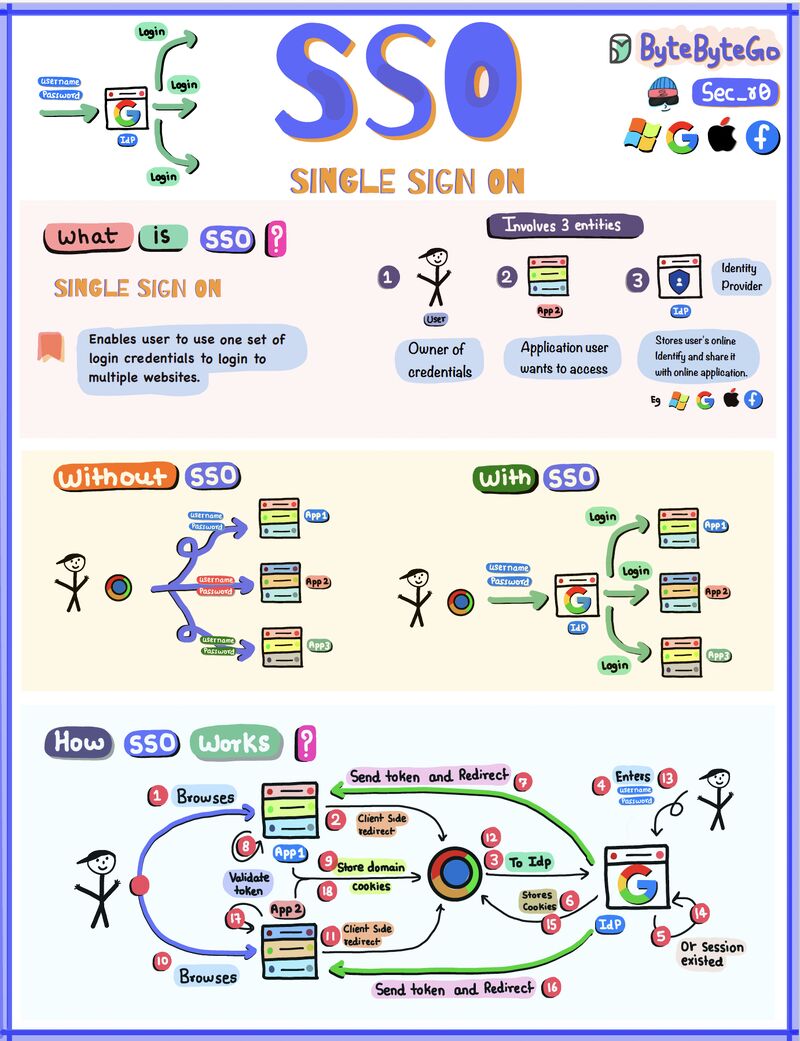 Login
username
Password
Login
IdP
Login
SSO
SINGLE SIGN ON
ByteByteGo
Sec_r0
What is SSO ?
SINGLE SIGN ON
Enables user to use one set of
login credentials to login to
multiple websites.
Involves 3 entities
1
User
Owner of
credentials
2
App2
Application user
wants to access
3
IdP
Identity
Provider
Stores user's online
Identify and share it
with online application.
Eg
Without SSO
username
Password
App1
username
Password
App2
username
Password
App3
With SSO
username
Password
IdP
Login
App1
Login
App2
Login
App3
How SSO Works ?
1 Browses
App1
2 Client Side
redirect
Send token and Redirect 7
4 Enters 13
username
Password
8
Validate
token
17
9 Store domain
18 cookies
12
3 To Idp
Stores
Cookies 6
15
IdP
14
5
Or Session
existed
App2
11 Client Side
redirect
10
Browses
Send token and Redirect 16